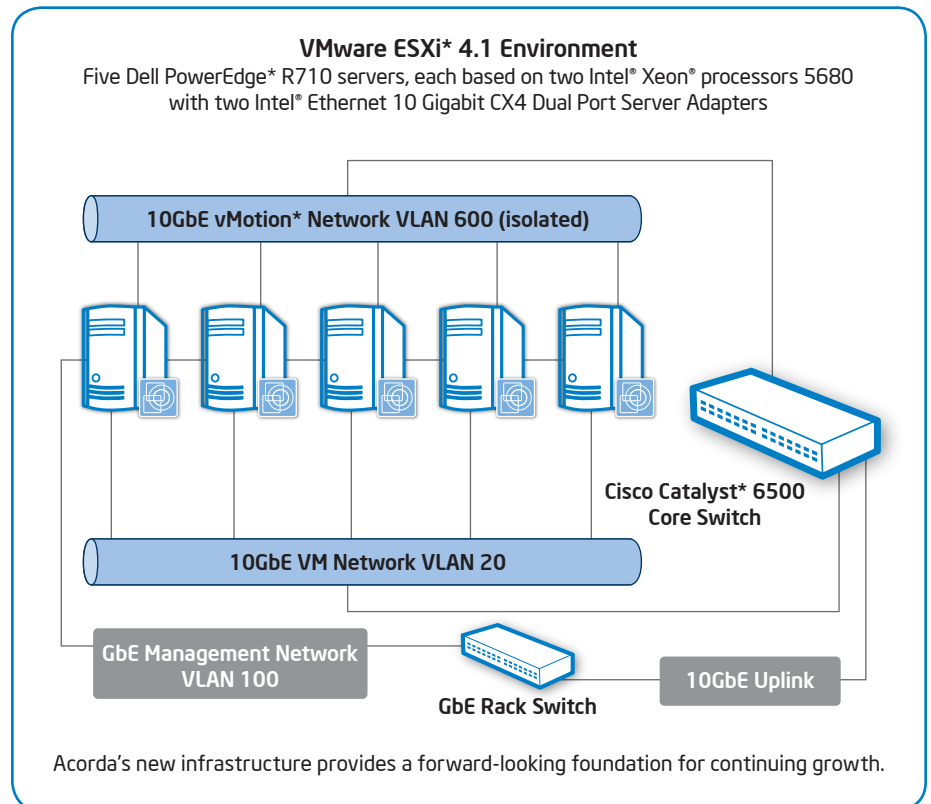 VMware ESXi* 4.1 Environment
Five Dell PowerEdge* R710 servers, each based on two Intel® Xeon® processors 5680
with two Intel® Ethernet 10 Gigabit CX4 Dual Port Server Adapters
10GbE vMotion* Network VLAN 600 (isolated)
Cisco Catalyst* 6500
Core Switch
10GbE VM Network VLAN 20
GbE Management Network
VLAN 100
GbE Rack Switch
10GbE Uplink
Acorda's new infrastructure provides a forward-looking foundation for continuing growth.